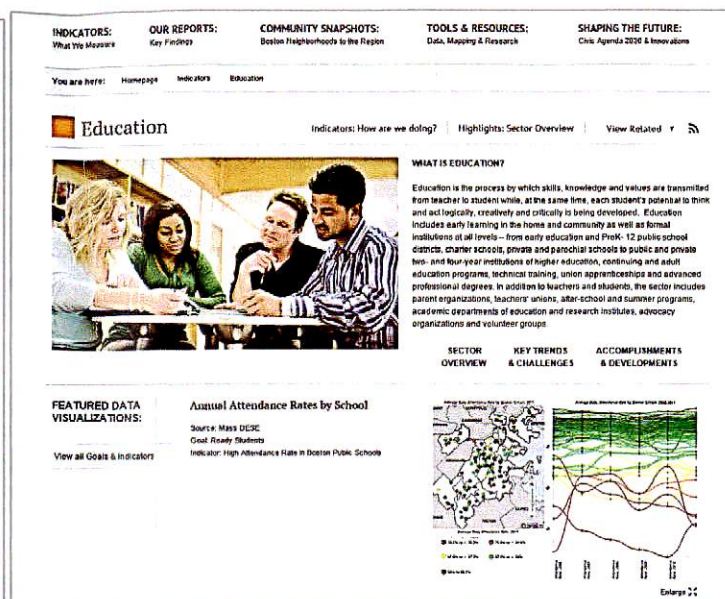 INDICATORS:
What We Measure
OUR REPORTS:
Key Findings
COMMUNITY SNAPSHOTS:
Boston Neighborhoods to the Region
TOOLS & RESOURCES:
Data, Mapping & Research
SHAPING THE FUTURE:
Civic Agenda 2030 & Innovations
You are here: Homepage Indicators Education
Education
Indicators: How are we doing? Highlights: Sector Overview View Related
WHAT IS EDUCATION?
Education is the process by which skills, knowledge and values are transmitted
from teacher to student while, at the same time, each student's potential to think
and act logically, creatively and critically is being developed. Education
includes early learning in the home and community as well as formal
institutions at all levels – from early education and PreK- 12 public school
districts, charter schools, private and parochial schools to public and private
two- and four-year institutions of higher education, continuing and adult
education programs, technical training, union apprenticeships and advanced
professional degrees. In addition to teachers and students, the sector includes
parent organizations, teachers' unions, after-school and summer programs,
academic departments of education and research institutes, advocacy
organizations and volunteer groups
SECTOR
OVERVIEW
KEY TRENDS
& CHALLENGES
ACCOMPLISHMENTS
& DEVELOPMENTS
FEATURED DATA
VISUALIZATIONS:
View all Goals & Indicators
Annual Attendance Rates by School
Source: Mass DESE
Goal: Ready Students
Indicator: High Attendance Rate in Boston Public Schools
Enlarge